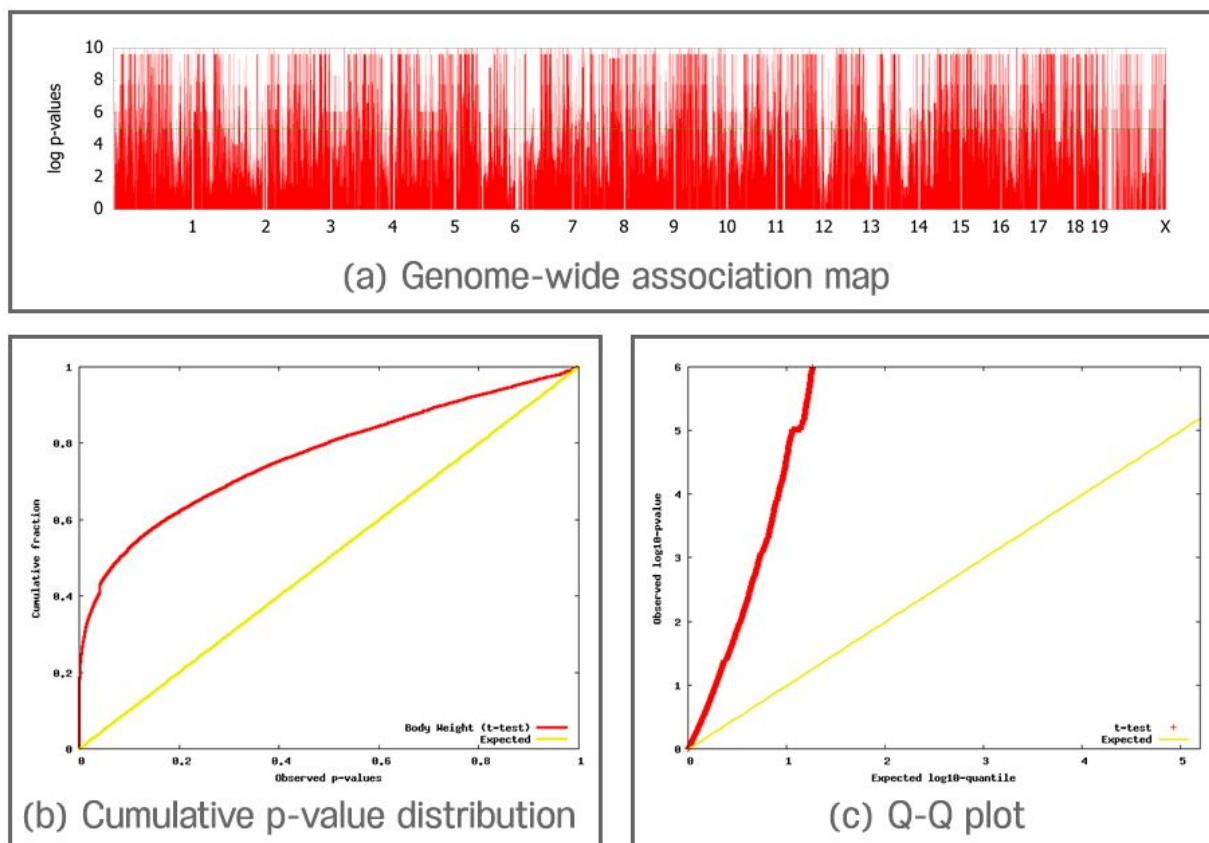 10
8
6
4
2
0
log p-values
1 2 3 4 5 6 7 8 9 10 11 12 13 14 15 16 17 18 19 X
(a) Genome-wide association map
1
0.8
0.6
0.4
0.2
0
Cumulative fraction
Body Weight (t-test)
Expected
0 0.2 0.4 0.6 0.8 1
Observed p-values
(b) Cumulative p-value distribution
6
5
4
3
2
1
0
Observed log10-pvalue
t-test
Expected
0 1 2 3 4 5
Expected log10-quantile
(c) Q-Q plot